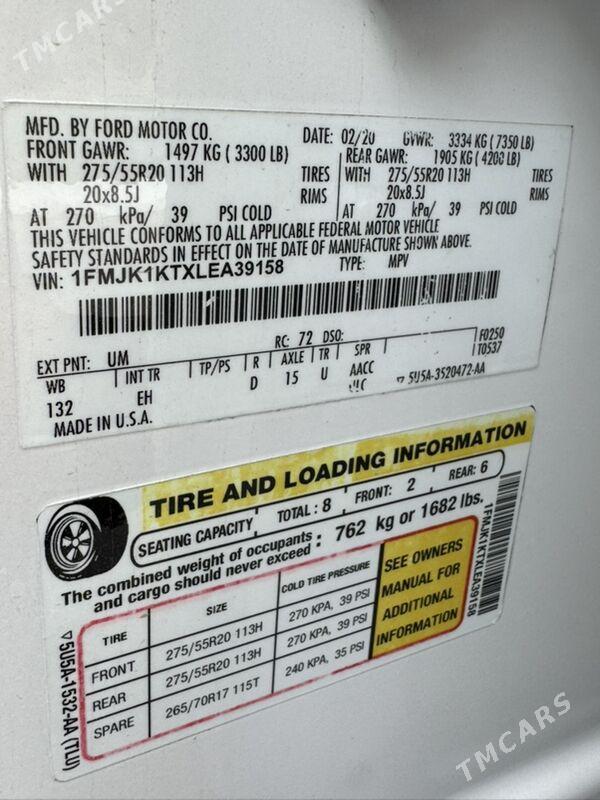 TMCARS
MFD. BY FORD MOTOR CO.
DATE: 02/20 GVWR: 3334 KG ( 7350 LB)
FRONT GAWR: 1497 KG ( 3300 LB)
REAR GAWR: 1905 KG ( 4200 LB)
WITH 275/55R20 113H TIRES
WITH 275/55R20 113H TIRES
20x8.5J RIMS
20x8.5J RIMS
AT 270 kPa/ 39 PSI COLD
AT 270 kPa/ 39 PSI COLD
THIS VEHICLE CONFORMS TO ALL APPLICABLE FEDERAL MOTOR VEHICLE
SAFETY STANDARDS IN EFFECT ON THE DATE OF MANUFACTURE SHOWN ABOVE.
VIN: 1FMJK1KTXLEA39158 TYPE: MPV
EXT PNT: UM RC: 72 DSO:
F0250
T0537
WB INT TR TP/PS R AXLE TR SPR
132 EH D 15 U AACC
MADE IN U.S.A. 5U5A-3520472-AA
TIRE AND LOADING INFORMATION
SEATING CAPACITY TOTAL : 8 FRONT: 2 REAR: 6
The combined weight of occupants
and cargo should never exceed : 762 kg or 1682 lbs.
TIRE SIZE COLD TIRE PRESSURE
FRONT 275/55R20 113H 270 KPA, 39 PSI
REAR 275/55R20 113H 270 KPA, 39 PSI
SPARE 265/70R17 115T 240 KPA, 35 PSI
SEE OWNERS
MANUAL FOR
ADDITIONAL
INFORMATION
1FMJK1KTXLEA39158
5U5A-1532-AA (TLU)
TMCARS